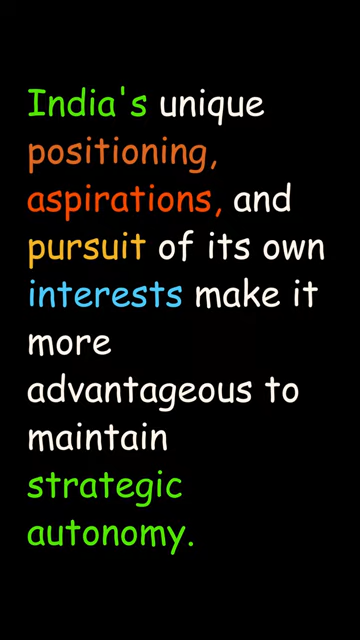 India's unique
positioning,
aspirations, and
pursuit of its own
interests make it
more
advantageous to
maintain
strategic
autonomy.